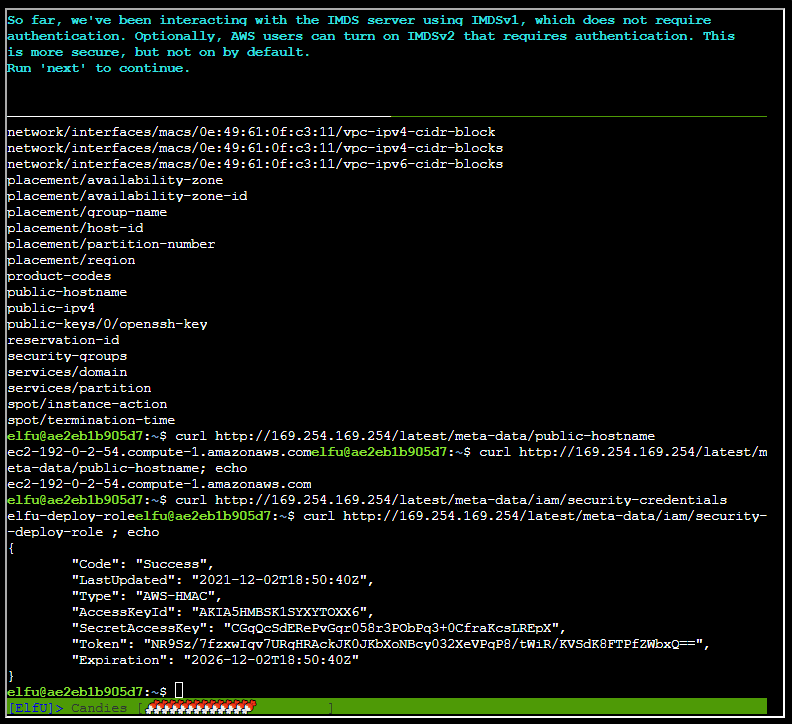 So far, we've been interacting with the IMDS server using IMDSv1, which does not require
authentication. Optionally, AWS users can turn on IMDSv2 that requires authentication. This
is more secure, but not on by default.
Run 'next' to continue.
network/interfaces/macs/0e:49:61:0f:c3:11/vpc-ipv4-cidr-block
network/interfaces/macs/0e:49:61:0f:c3:11/vpc-ipv4-cidr-blocks
network/interfaces/macs/0e:49:61:0f:c3:11/vpc-ipv6-cidr-blocks
placement/availability-zone
placement/availability-zone-id
placement/group-name
placement/host-id
placement/partition-number
placement/region
product-codes
public-hostname
public-ipv4
public-keys/0/openssh-key
reservation-id
security-groups
services/domain
services/partition
spot/instance-action
spot/termination-time
elfu@ae2eb1b905d7:~$ curl http://169.254.169.254/latest/meta-data/public-hostname
ec2-192-0-2-54.compute-1.amazonaws.comelfu@ae2eb1b905d7:~$ curl http://169.254.169.254/latest/m
eta-data/public-hostname; echo
ec2-192-0-2-54.compute-1.amazonaws.com
elfu@ae2eb1b905d7:~$ curl http://169.254.169.254/latest/meta-data/iam/security-credentials
elfu-deploy-roleelfu@ae2eb1b905d7:~$ curl http://169.254.169.254/latest/meta-data/iam/security-
-deploy-role ; echo
{
        "Code": "Success",
        "LastUpdated": "2021-12-02T18:50:40Z",
        "Type": "AWS-HMAC",
        "AccessKeyId": "AKIA5HMBSK1SYXYTOXX6",
        "SecretAccessKey": "CGgQcSdERePvGgr058r3PObPq3+0CfraKcsLREpX",
        "Token": "NR9Sz/7fzxwIgv7URgHRAckJK0JKbXoNBcy032XeVPqP8/tWiR/KVSdK8FTPfZWbxQ==",
        "Expiration": "2026-12-02T18:50:40Z"
}
elfu@ae2eb1b905d7:~$
[ElfU]> Candies [ ]